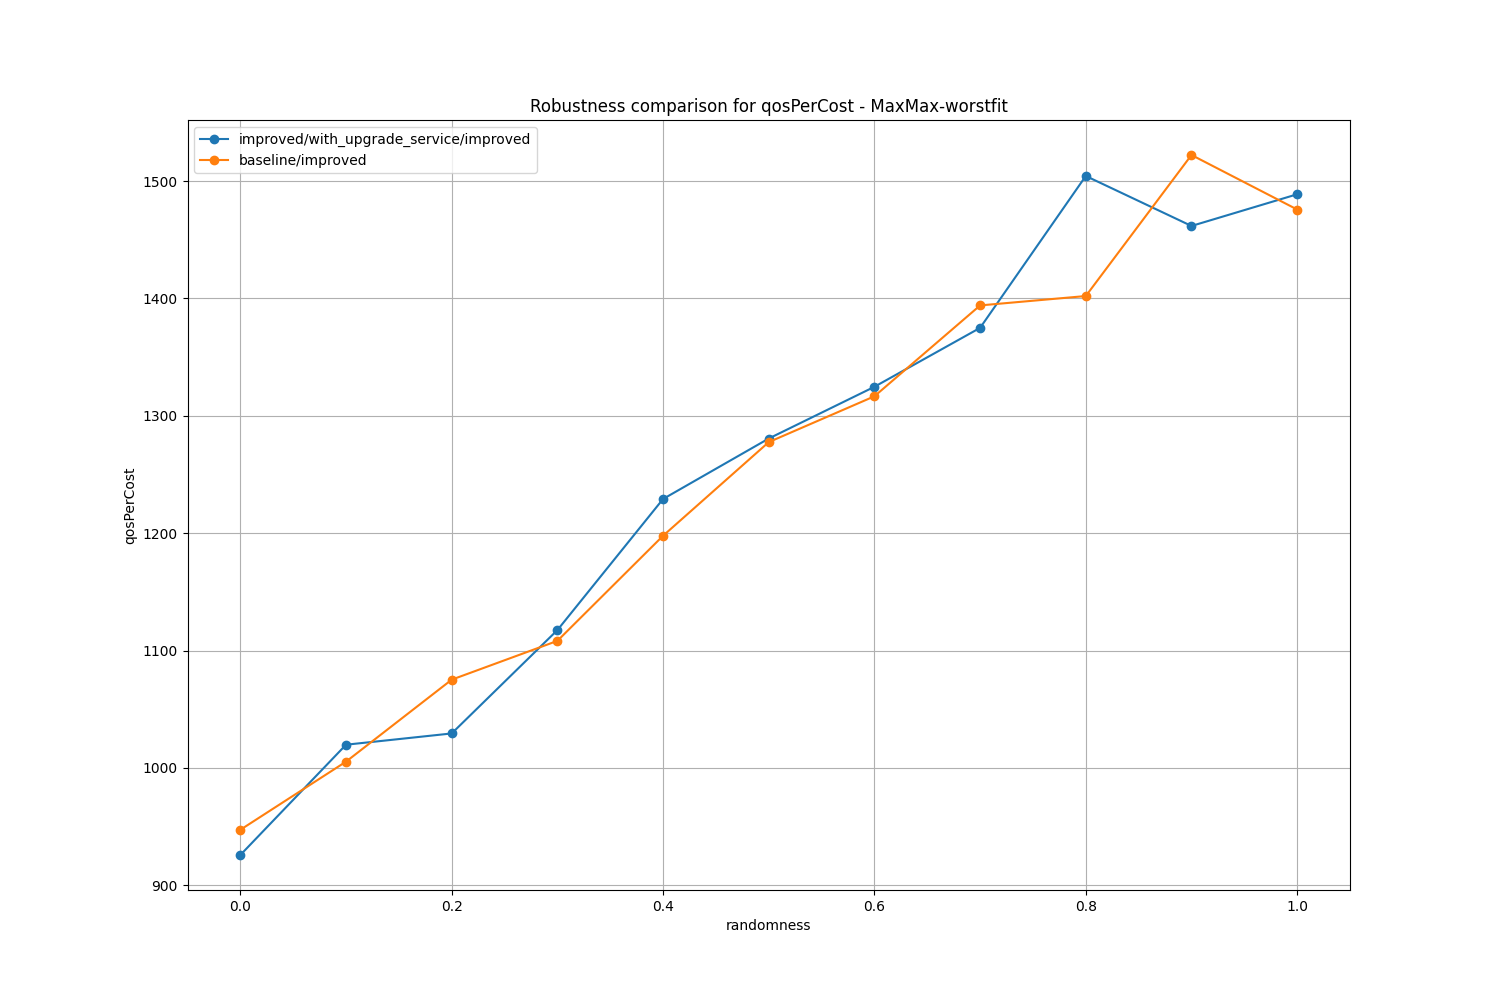 Robustness comparison for qosPerCost - MaxMax-worstfit
improved/with_upgrade_service/improved
baseline/improved
1500
1400
1300
1200
1100
1000
900
qosPerCost
0.0 0.2 0.4 0.6 0.8 1.0
randomness